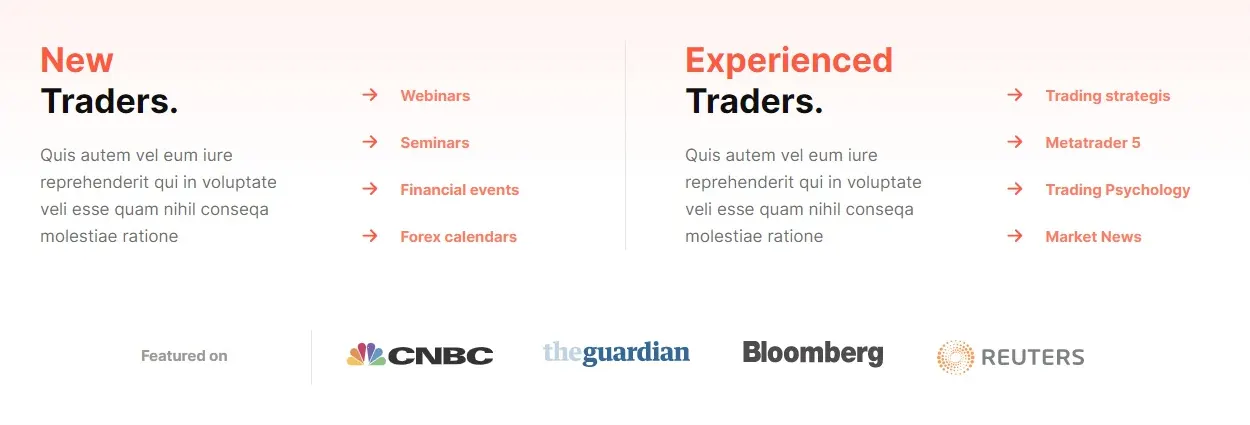 New
Traders.
Quis autem vel eum iure
reprehenderit qui in voluptate
veli esse quam nihil conseqa
molestiae ratione
Webinars
Seminars
Financial events
Forex calendars
Experienced
Traders.
Quis autem vel eum iure
reprehenderit qui in voluptate
veli esse quam nihil conseqa
molestiae ratione
Trading strategis
Metatrader 5
Trading Psychology
Market News
Featured on
CNBC
theguardian
Bloomberg
REUTERS